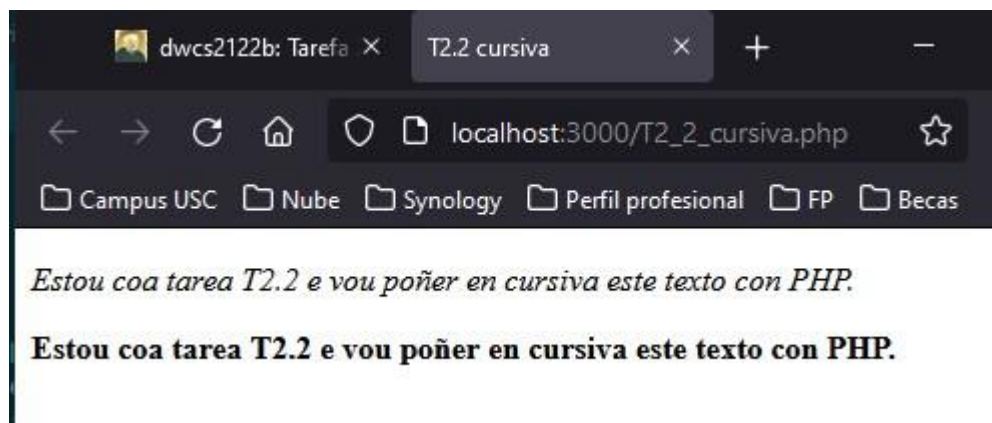 dwcs2122b: Tarefa
T2.2 cursiva
localhost:3000/T2_2_cursiva.php
Campus USC Nube Synology Perfil profesional FP Becas
Estou coa tarea T2.2 e vou poñer en cursiva este texto con PHP.
Estou coa tarea T2.2 e vou poñer en cursiva este texto con PHP.